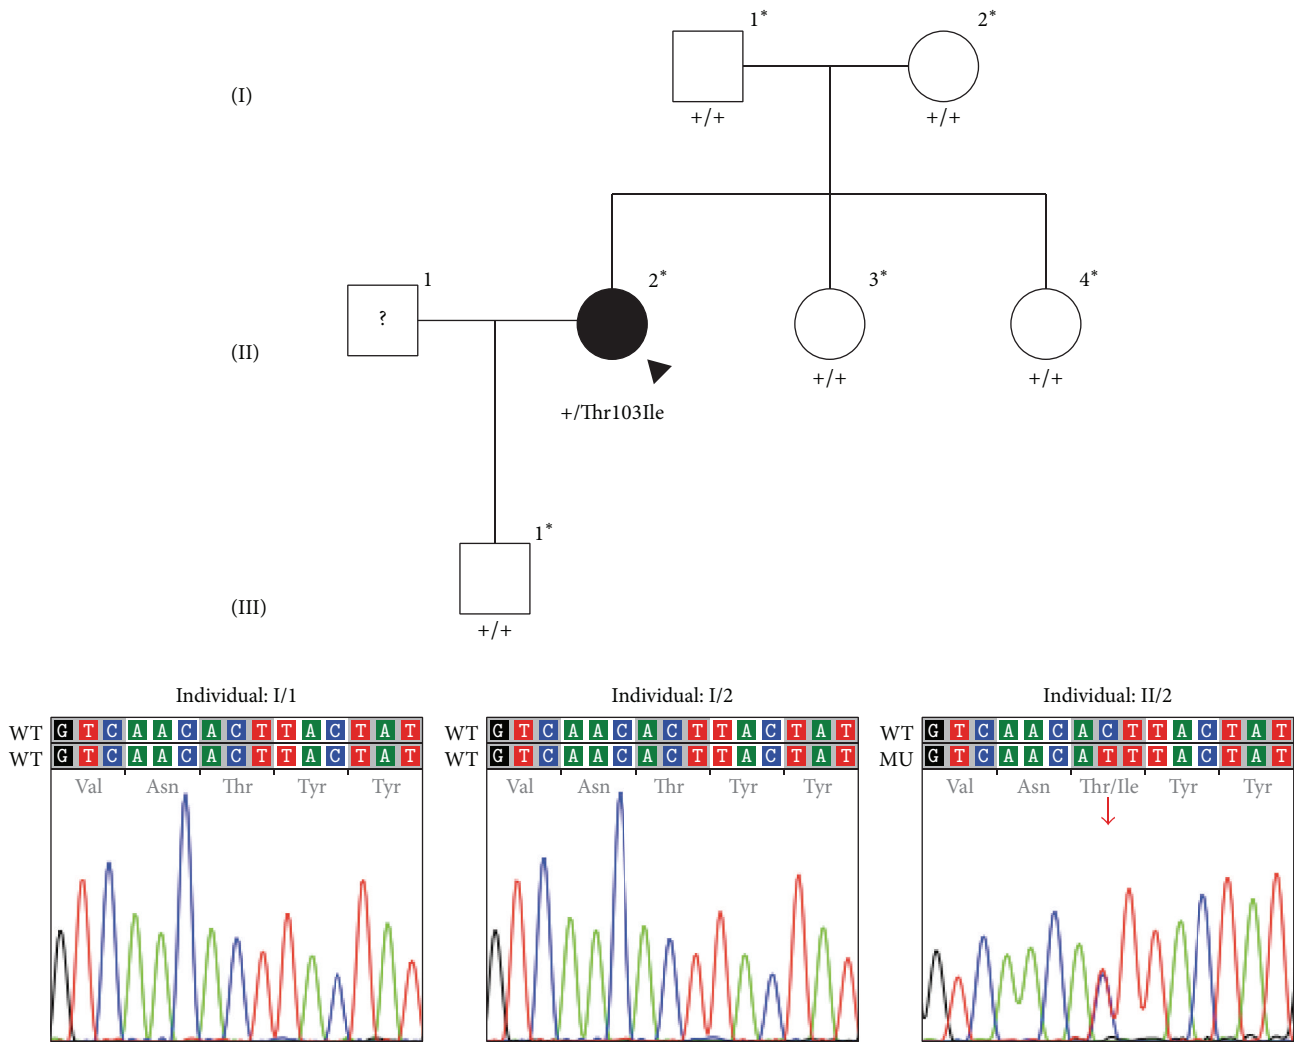 1* 2*
(I)
+/+ +/+
1 2* 3* 4*
?
(II)
+/+ +/+
+/Thr103Ile
1*
(III)
+/+
Individual: I/1 Individual: I/2 Individual: II/2
WT G T C A A C A C T T A C T A T WT G T C A A C A C T T A C T A T WT G T C A A C A C T T A C T A T
WT G T C A A C A C T T A C T A T WT G T C A A C A C T T A C T A T MU G T C A A C A T T T A C T A T
Val Asn Thr Tyr Tyr Val Asn Thr Tyr Tyr Val Asn Thr/Ile Tyr Tyr